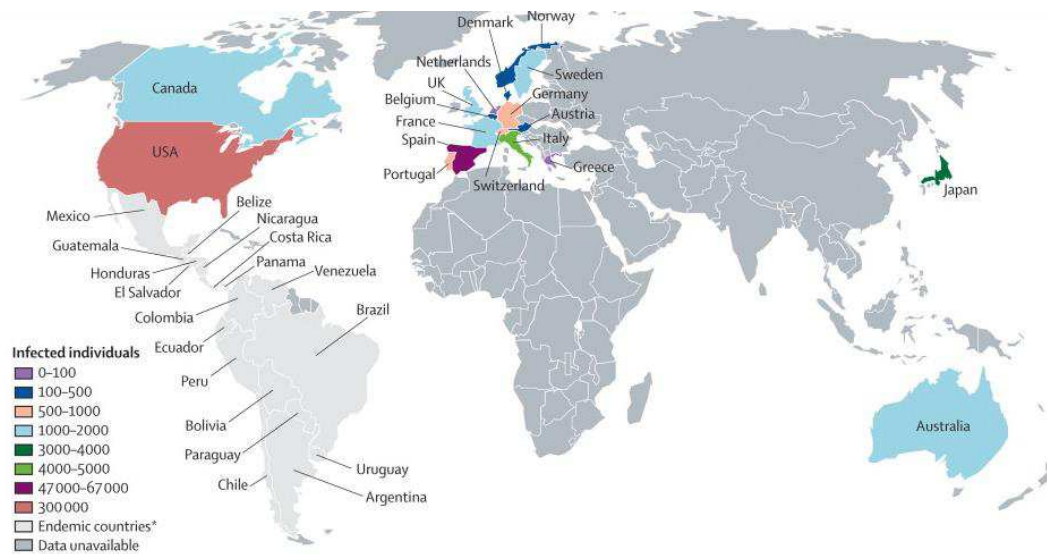 Norway
Denmark
Netherlands
Sweden
UK
Germany
Belgium
Austria
France
Italy
Spain
Greece
Portugal
Switzerland
Canada
USA
Japan
Mexico
Belize
Nicaragua
Guatemala
Costa Rica
Honduras
Panama
El Salvador
Venezuela
Colombia
Brazil
Ecuador
Peru
Bolivia
Paraguay
Uruguay
Chile
Argentina
Australia
Infected individuals
0–100
100–500
500–1000
1000–2000
3000–4000
4000–5000
47 000–67 000
300 000
Endemic countries*
Data unavailable